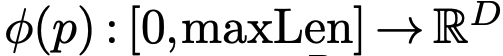 ϕ(p) : [0,maxLen] → ℝ^D